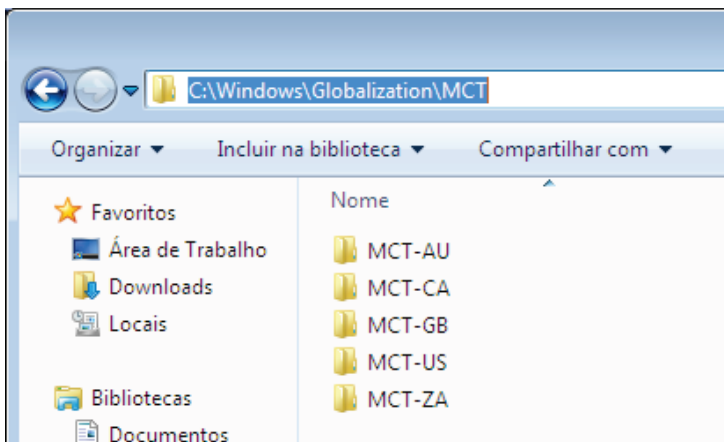 C:\Windows\Globalization\MCT
Organizar Incluir na biblioteca Compartilhar com
Favoritos
Área de Trabalho
Downloads
Locais
Bibliotecas
Documentos
Nome
MCT-AU
MCT-CA
MCT-GB
MCT-US
MCT-ZA